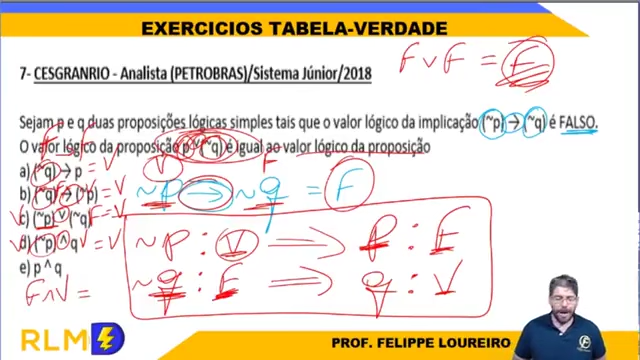 EXERCICIOS TABELA-VERDADE
F v F = F
7- CESGRANRIO - Analista (PETROBRAS)/Sistema Júnior/2018
Sejam p e q duas proposições lógicas simples tais que o valor lógico da implicação (~p) → (~q) é FALSO.
O valor lógico da proposição p v (~q) é igual ao valor lógico da proposição
V F
a) (~q) → p = V
b) (~q) → (~p) = V
~p → ~q = F
c) (~p) v (~q) = V
d) (~p) ^ q = V
e) p ^ q
F ^ V =
~p : V ⇒ p : F
~q : F ⇒ q : V
RLM D
PROF. FELIPPE LOUREIRO